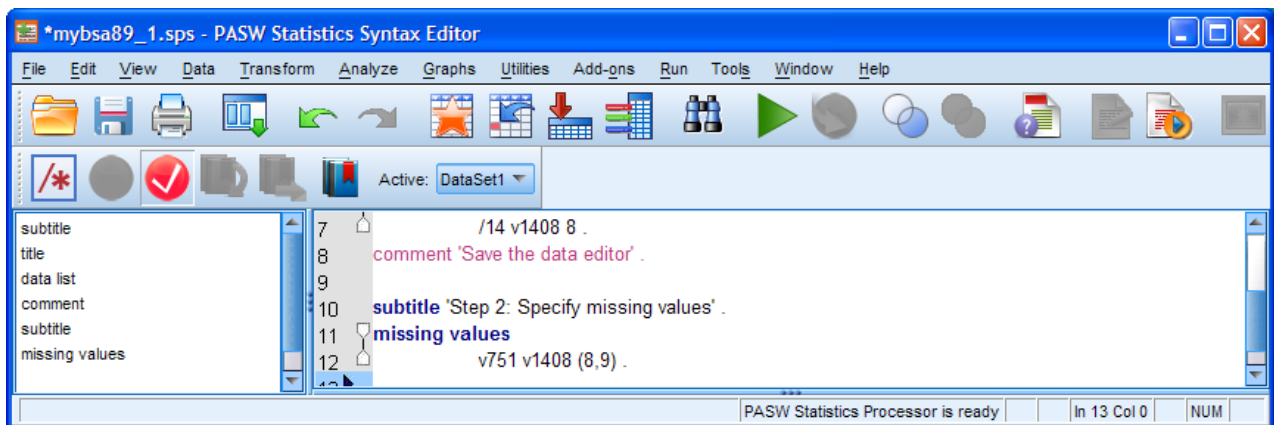 *mybsa89_1.sps - PASW Statistics Syntax Editor
File Edit View Data Transform Analyze Graphs Utilities Add-ons Run Tools Window Help
Active: DataSet1
subtitle
title
data list
comment
subtitle
missing values
7 /14 v1408 8 .
8 comment 'Save the data editor' .
9
10 subtitle 'Step 2: Specify missing values' .
11 missing values
12 v751 v1408 (8,9) .
PASW Statistics Processor is ready In 13 Col 0 NUM